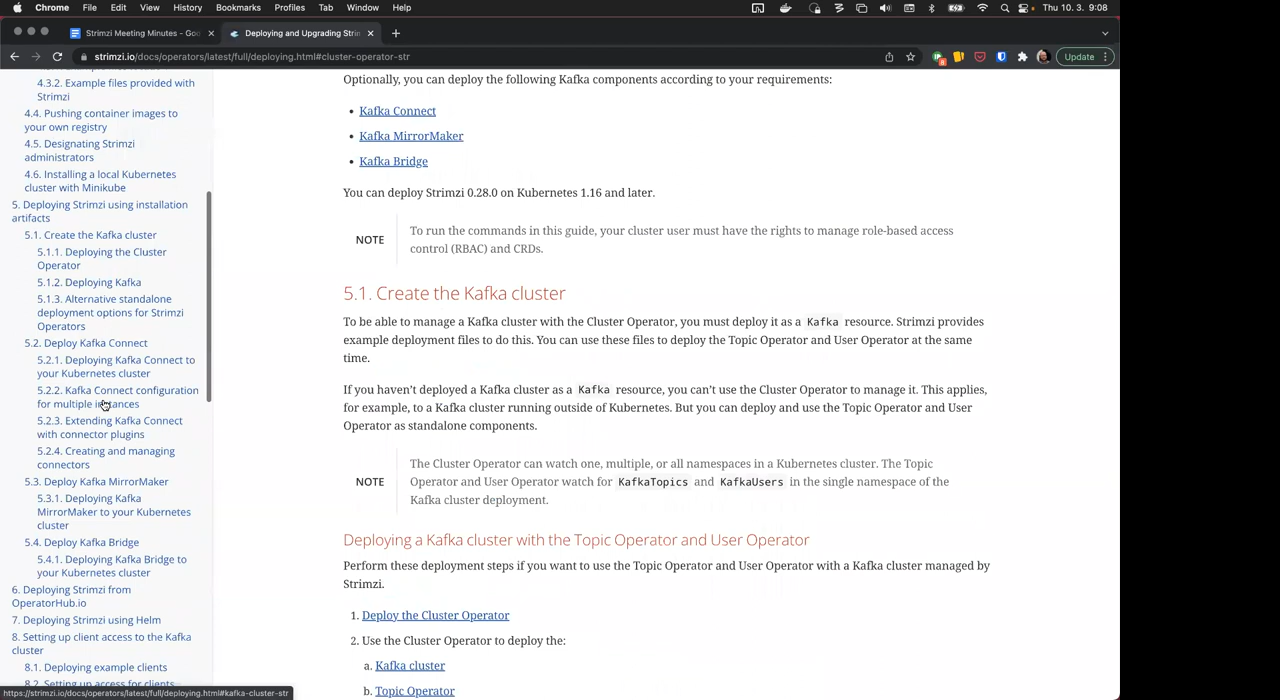 Chrome File Edit View History Bookmarks Profiles Tab Window Help Thu 10. 3. 9:08
Strimzi Meeting Minutes - Goo
Deploying and Upgrading Strim
strimzi.io/docs/operators/latest/full/deploying.html#cluster-operator-str
Update
4.3.2. Example files provided with
Strimzi
4.4. Pushing container images to
your own registry
4.5. Designating Strimzi
administrators
4.6. Installing a local Kubernetes
cluster with Minikube
5. Deploying Strimzi using installation
artifacts
5.1. Create the Kafka cluster
5.1.1. Deploying the Cluster
Operator
5.1.2. Deploying Kafka
5.1.3. Alternative standalone
deployment options for Strimzi
Operators
5.2. Deploy Kafka Connect
5.2.1. Deploying Kafka Connect to
your Kubernetes cluster
5.2.2. Kafka Connect configuration
for multiple instances
5.2.3. Extending Kafka Connect
with connector plugins
5.2.4. Creating and managing
connectors
5.3. Deploy Kafka MirrorMaker
5.3.1. Deploying Kafka
MirrorMaker to your Kubernetes
cluster
5.4. Deploy Kafka Bridge
5.4.1. Deploying Kafka Bridge to
your Kubernetes cluster
6. Deploying Strimzi from
OperatorHub.io
7. Deploying Strimzi using Helm
8. Setting up client access to the Kafka
cluster
8.1. Deploying example clients
8.2. Setting up access for clients
https://strimzi.io/docs/operators/latest/full/deploying.html#kafka-cluster-str
Optionally, you can deploy the following Kafka components according to your requirements:
• Kafka Connect
• Kafka MirrorMaker
• Kafka Bridge
You can deploy Strimzi 0.28.0 on Kubernetes 1.16 and later.
NOTE
To run the commands in this guide, your cluster user must have the rights to manage role-based access
control (RBAC) and CRDs.
5.1. Create the Kafka cluster
To be able to manage a Kafka cluster with the Cluster Operator, you must deploy it as a Kafka resource. Strimzi provides
example deployment files to do this. You can use these files to deploy the Topic Operator and User Operator at the same
time.
If you haven't deployed a Kafka cluster as a Kafka resource, you can't use the Cluster Operator to manage it. This applies,
for example, to a Kafka cluster running outside of Kubernetes. But you can deploy and use the Topic Operator and User
Operator as standalone components.
NOTE
The Cluster Operator can watch one, multiple, or all namespaces in a Kubernetes cluster. The Topic
Operator and User Operator watch for KafkaTopics and KafkaUsers in the single namespace of the
Kafka cluster deployment.
Deploying a Kafka cluster with the Topic Operator and User Operator
Perform these deployment steps if you want to use the Topic Operator and User Operator with a Kafka cluster managed by
Strimzi.
1. Deploy the Cluster Operator
2. Use the Cluster Operator to deploy the:
a. Kafka cluster
b. Topic Operator